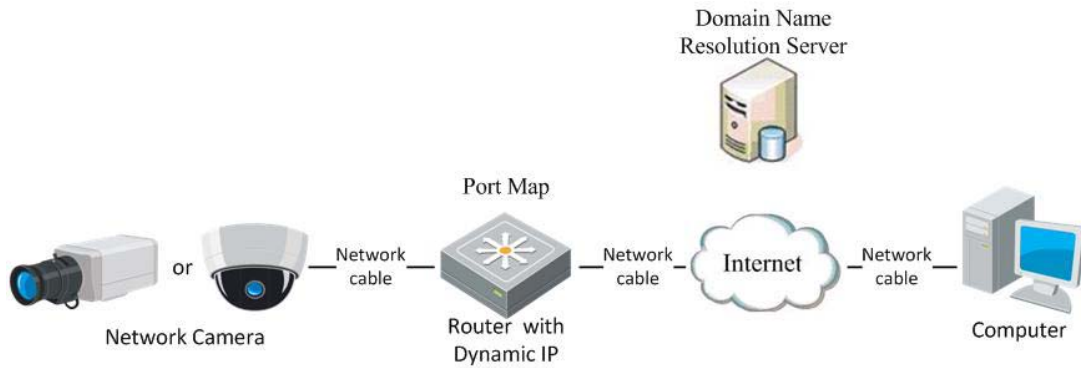 Domain Name
Resolution Server
Port Map
or
Network
cable
Network
cable
Internet
Network
cable
Network Camera
Router with
Dynamic IP
Computer